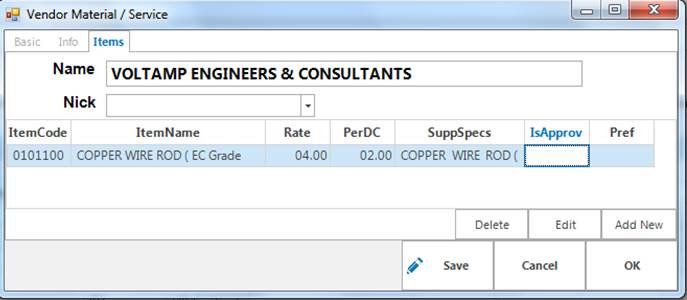 Vendor Material / Service
Basic Info Items
Name VOLTAMP ENGINEERS & CONSULTANTS
Nick
ItemCode ItemName Rate PerDC SuppSpecs IsApprov Pref
0101100 COPPER WIRE ROD ( EC Grade 04.00 02.00 COPPER WIRE ROD (
Delete Edit Add New
Save Cancel OK